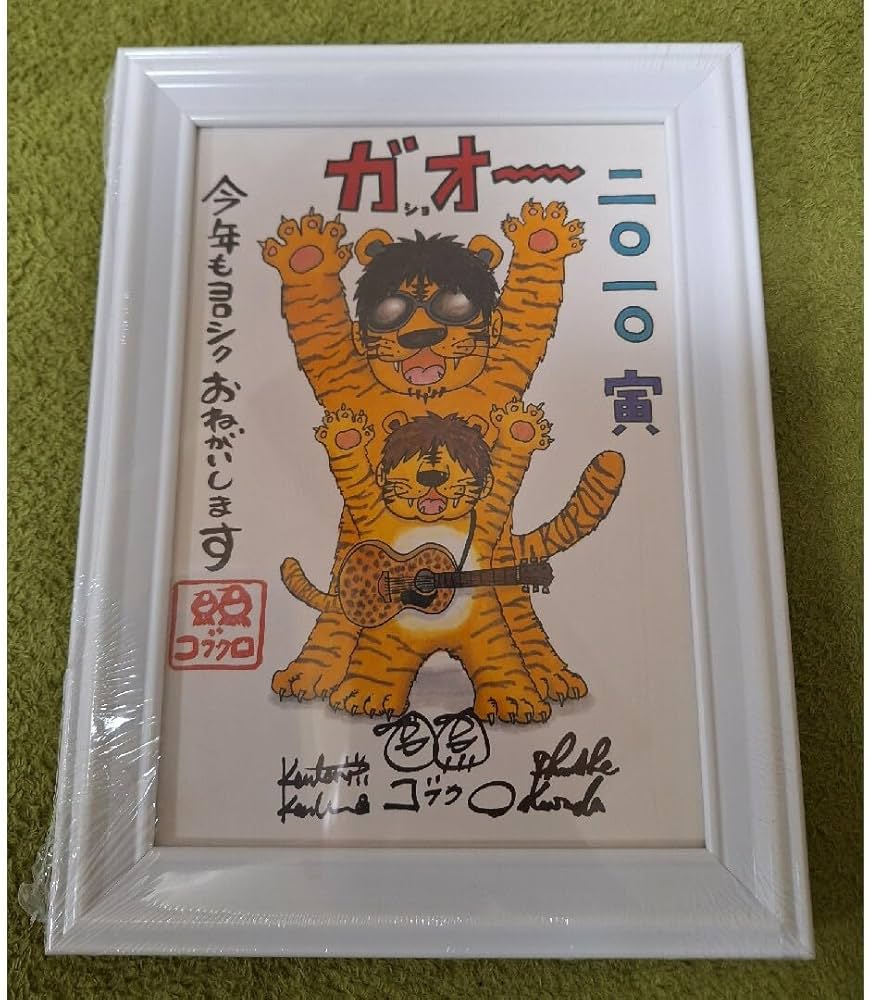 ガオー
ショ
二〇一〇 寅
今年もヨロシク おねがいします
KUROTIG
コブクロ
コブクロ